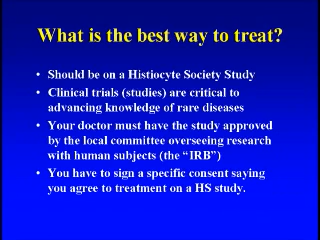 What is the best way to treat?
• Should be on a Histiocyte Society Study
• Clinical trials (studies) are critical to
advancing knowledge of rare diseases
• Your doctor must have the study approved
by the local committee overseeing research
with human subjects (the “IRB”)
• You have to sign a specific consent saying
you agree to treatment on a HS study.